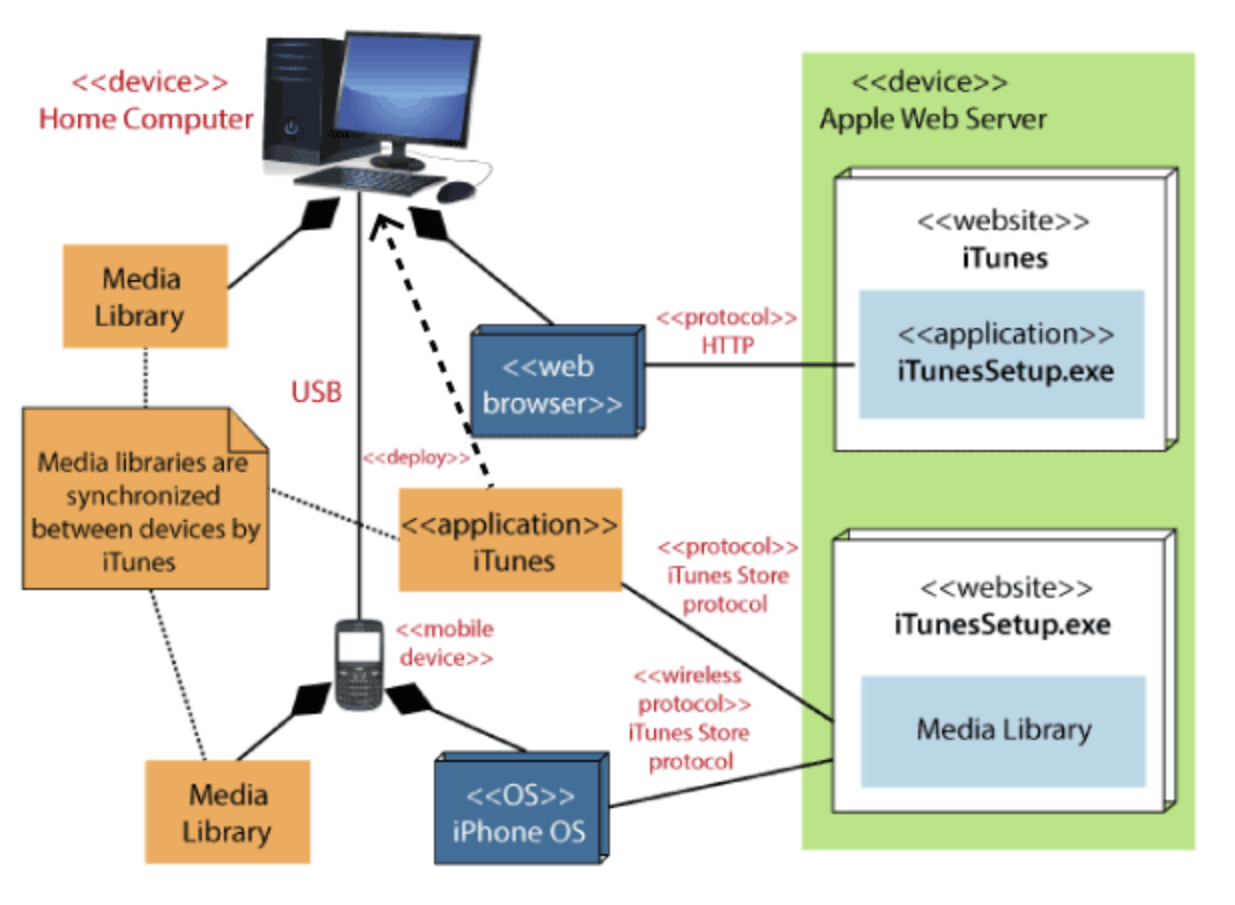 <<device>>
Home Computer
<<device>>
Apple Web Server
<<website>>
iTunes
<<application>>
iTunesSetup.exe
Media
Library
<<protocol>>
HTTP
<<web
browser>>
USB
<<deploy>>
Media libraries are
synchronized
between devices by
iTunes
<<application>>
iTunes
<<protocol>>
iTunes Store
protocol
<<website>>
iTunesSetup.exe
Media Library
<<mobile
device>>
<<wireless
protocol>>
iTunes Store
protocol
Media
Library
<<OS>>
iPhone OS